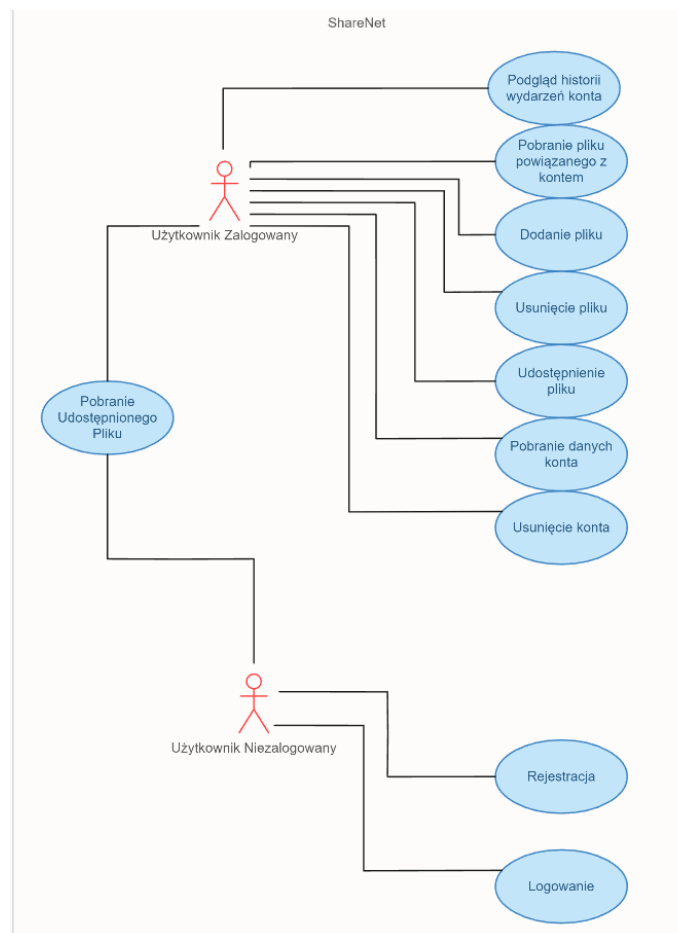 ShareNet
Podgląd historii
wydarzeń konta
Pobranie pliku
powiązanego z
kontem
Użytkownik Zalogowany
Dodanie pliku
Usunięcie pliku
Udostępnienie
pliku
Pobranie
Udostępnionego
Pliku
Pobranie danych
konta
Usunięcie konta
Użytkownik Niezalogowany
Rejestracja
Logowanie